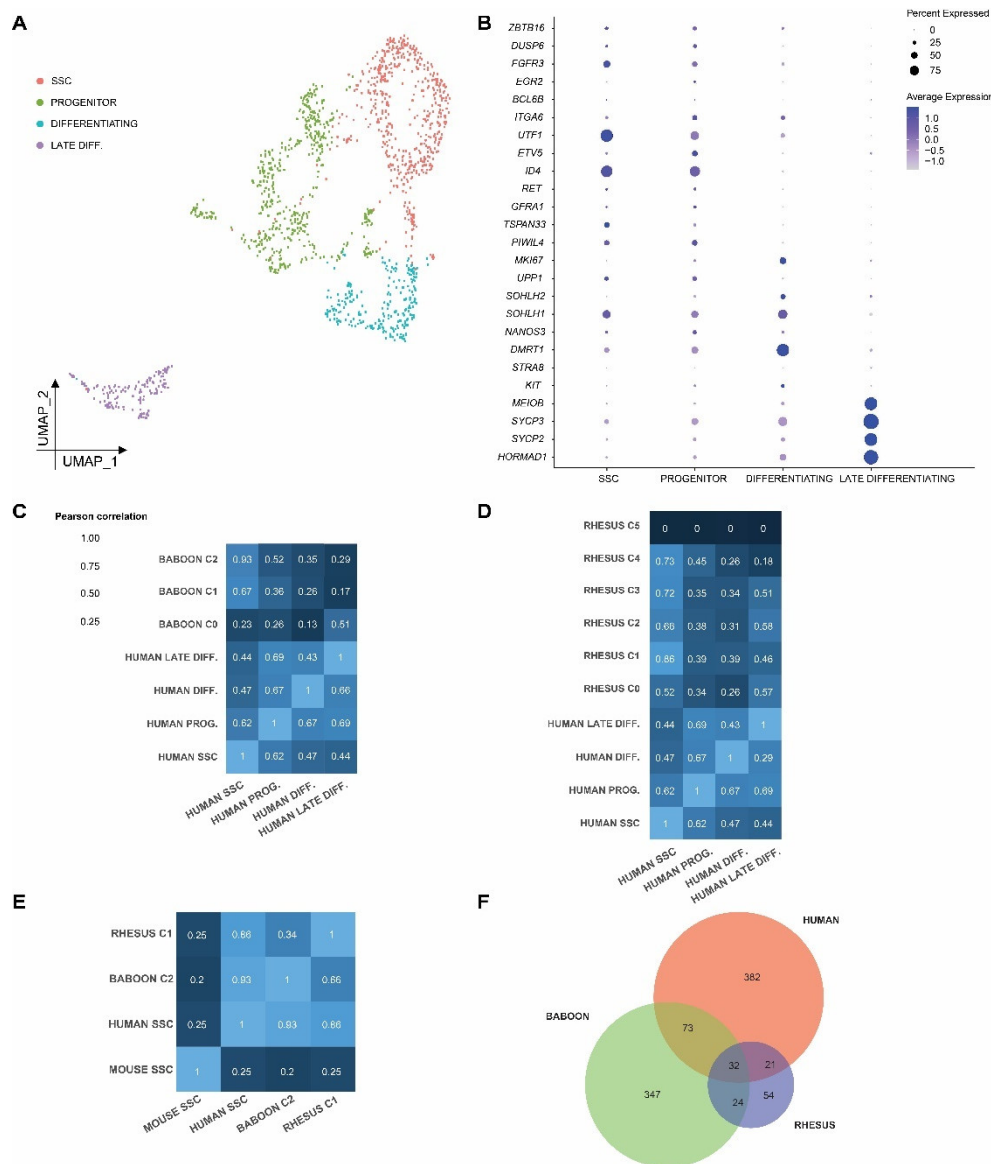 A
SSC
PROGENITOR
DIFFERENTIATING
LATE DIFF.
UMAP_2
UMAP_1
B
ZBTB16
DUSP6
FGFR3
EGR2
BCL6B
ITGA6
UTF1
ETV5
ID4
RET
GFRA1
TSPAN33
PIWIL4
MKI67
UPP1
SOHLH2
SOHLH1
NANOS3
DMRT1
STRA8
KIT
MEIOB
SYCP3
SYCP2
HORMAD1
SSC PROGENITOR DIFFERENTIATING LATE DIFFERENTIATING
Percent Expressed
0
25
50
75
Average Expression
1.0
0.5
0.0
−0.5
−1.0
C
Pearson correlation
1.00
0.75
0.50
0.25
BABOON C2 0.93 0.52 0.35 0.29
BABOON C1 0.67 0.36 0.26 0.17
BABOON C0 0.23 0.26 0.13 0.51
HUMAN LATE DIFF. 0.44 0.69 0.43 1
HUMAN DIFF. 0.47 0.67 1 0.66
HUMAN PROG. 0.62 1 0.67 0.69
HUMAN SSC 1 0.62 0.47 0.44
HUMAN SSC HUMAN PROG. HUMAN DIFF. HUMAN LATE DIFF.
D
RHESUS C5 0 0 0 0
RHESUS C4 0.73 0.45 0.26 0.18
RHESUS C3 0.72 0.35 0.34 0.51
RHESUS C2 0.68 0.38 0.31 0.58
RHESUS C1 0.86 0.39 0.39 0.46
RHESUS C0 0.52 0.34 0.26 0.57
HUMAN LATE DIFF. 0.44 0.69 0.43 1
HUMAN DIFF. 0.47 0.67 1 0.29
HUMAN PROG. 0.62 1 0.67 0.69
HUMAN SSC 1 0.62 0.47 0.44
HUMAN SSC HUMAN PROG. HUMAN DIFF. HUMAN LATE DIFF.
E
RHESUS C1 0.25 0.86 0.34 1
BABOON C2 0.2 0.93 1 0.86
HUMAN SSC 0.25 1 0.93 0.86
MOUSE SSC 1 0.25 0.2 0.25
MOUSE SSC HUMAN SSC BABOON C2 RHESUS C1
F
HUMAN
382
BABOON
73
32
21
347
24
54
RHESUS